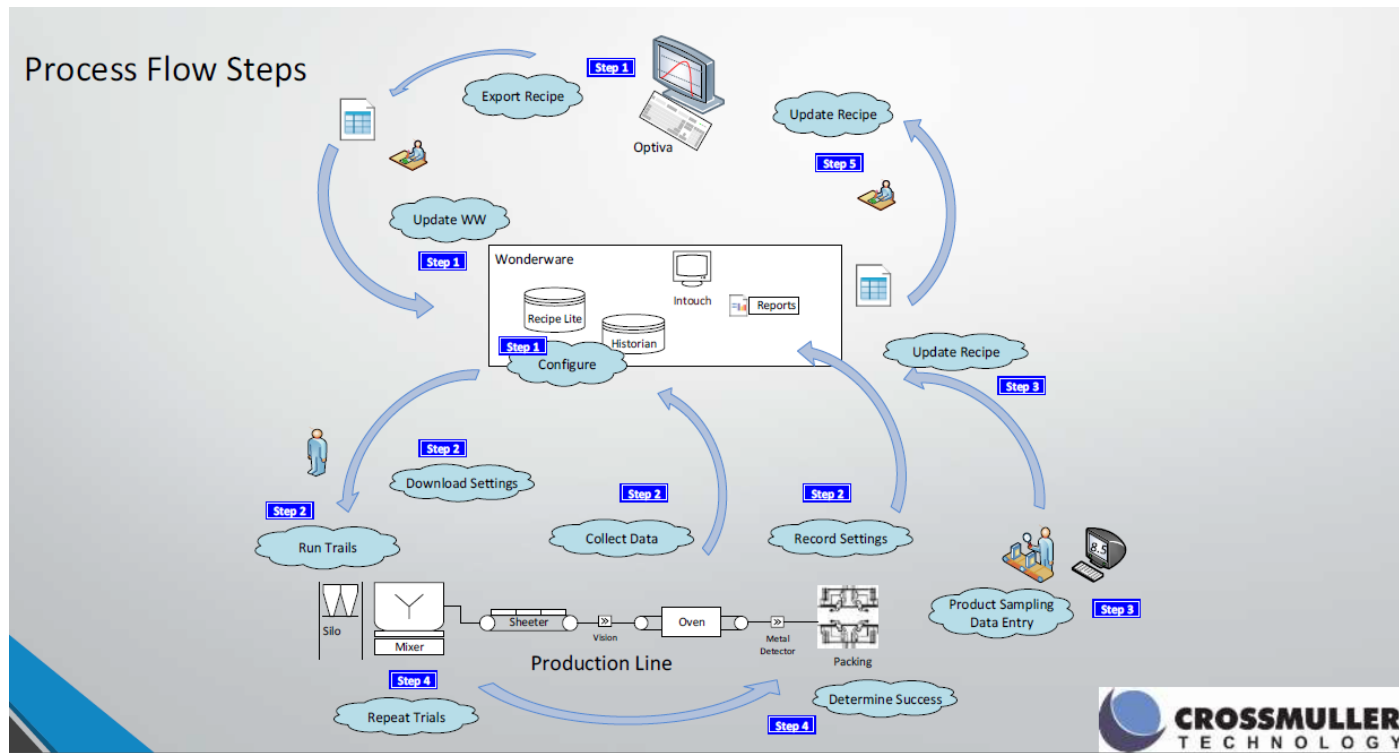 Process Flow Steps
Step 1
Export Recipe
Optiva
Update Recipe
Step 5
Update WW
Step 1
Wonderware
Intouch
Reports
Recipe Lite
Historian
Step 1
Configure
Update Recipe
Step 3
Step 2
Download Settings
Step 2
Run Trails
Step 2
Collect Data
Step 2
Record Settings
8.5
Product Sampling
Data Entry
Step 3
Silo
Mixer
Sheeter
Vision
Oven
Metal
Detector
Packing
Production Line
Step 4
Repeat Trials
Determine Success
Step 4
CROSSMULLER
TECHNOLOGY